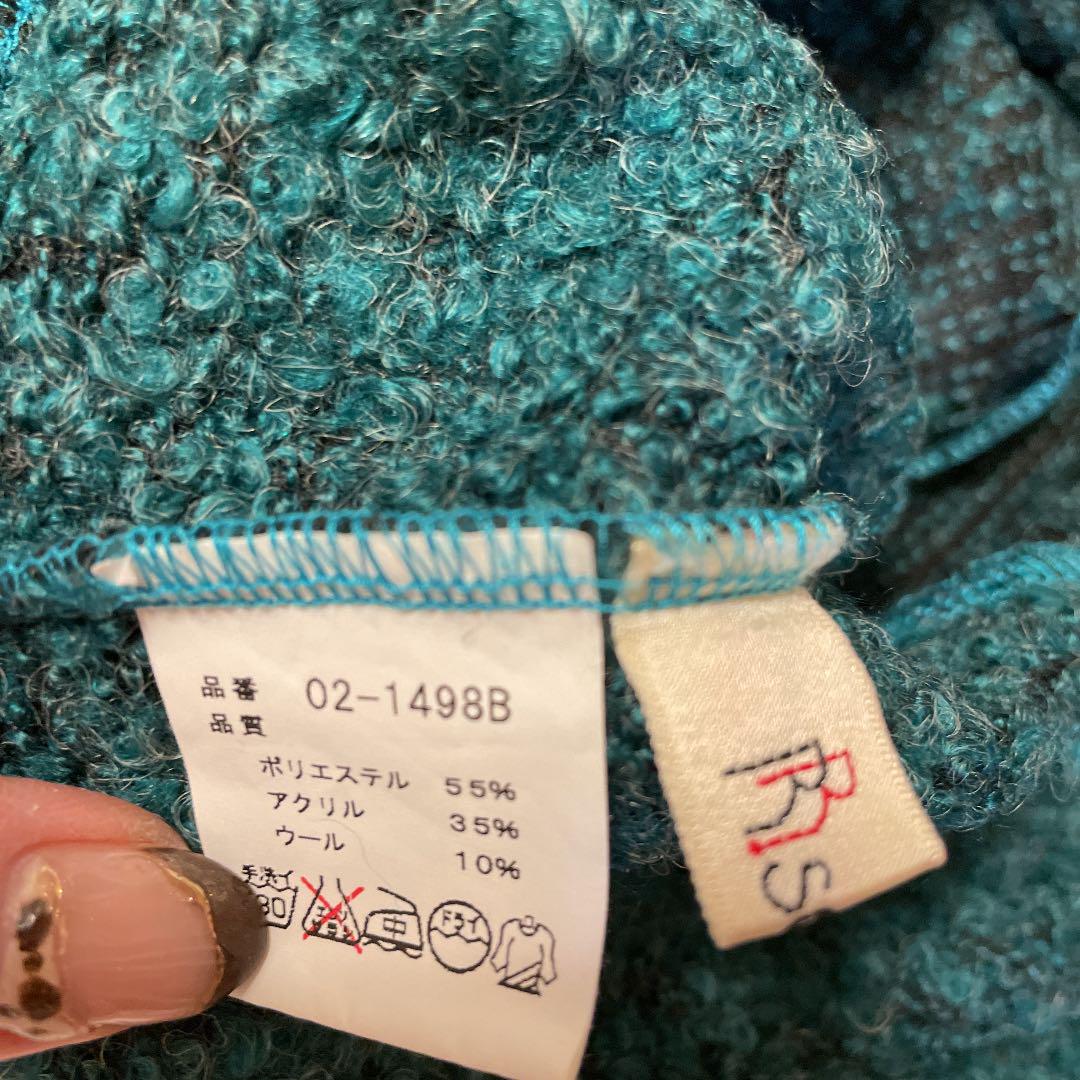 品番 02-1498B
品質
ポリエステル 55%
アクリル 35%
ウール 10%
手洗イ
30
中
ドライ